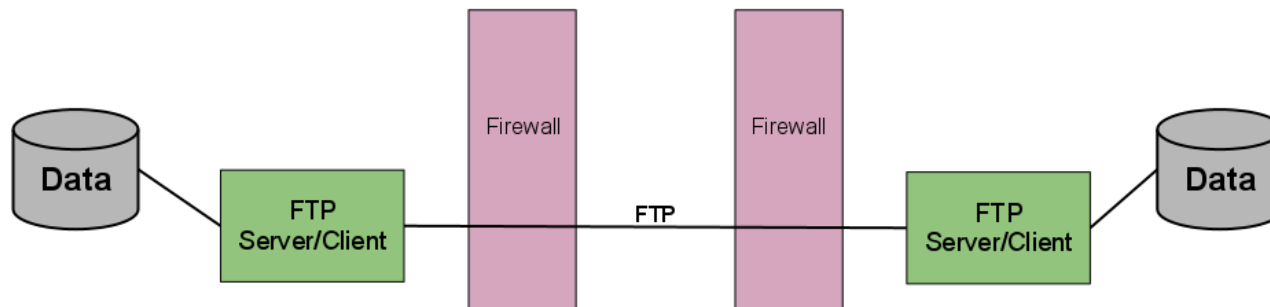 Data
FTP
Server/Client
Firewall
FTP
Firewall
FTP
Server/Client
Data